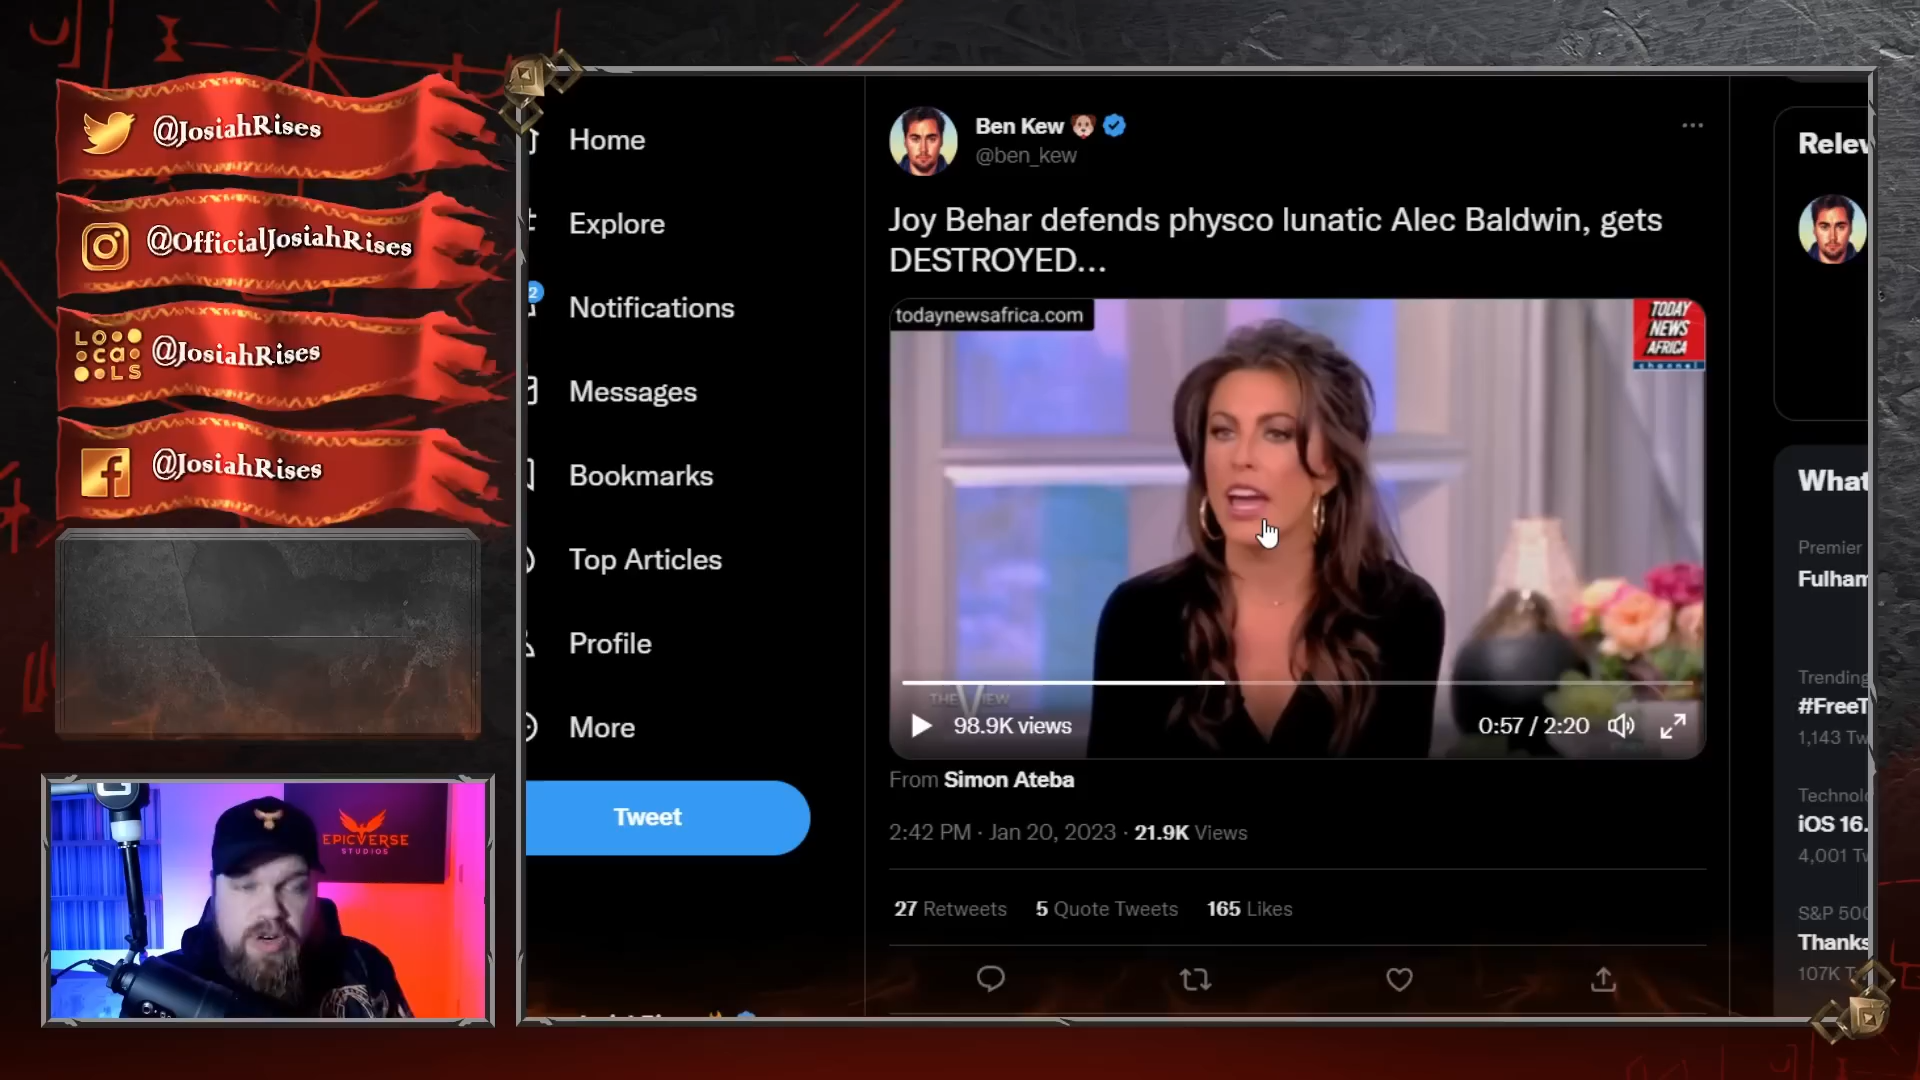 @JosiahRises
@OfficialJosiahRises
LOcaLS
@JosiahRises
@JosiahRises
EPICVERSE
STUDIOS
2
Home
Explore
Notifications
Messages
Bookmarks
Top Articles
Profile
More
Tweet
Ben Kew
@ben_kew
Joy Behar defends physco lunatic Alec Baldwin, gets
DESTROYED...
todaynewsafrica.com
TODAY
NEWS
AFRICA
channel
THE VIEW
98.9K views
0:57 / 2:20
From Simon Ateba
2:42 PM · Jan 20, 2023 · 21.9K Views
27 Retweets 5 Quote Tweets 165 Likes
Relev
What
Premier
Fulham
Trending
#FreeT
1,143 Tw
Technolo
iOS 16.
4,001 Tw
S&P 500
Thanks
107K T